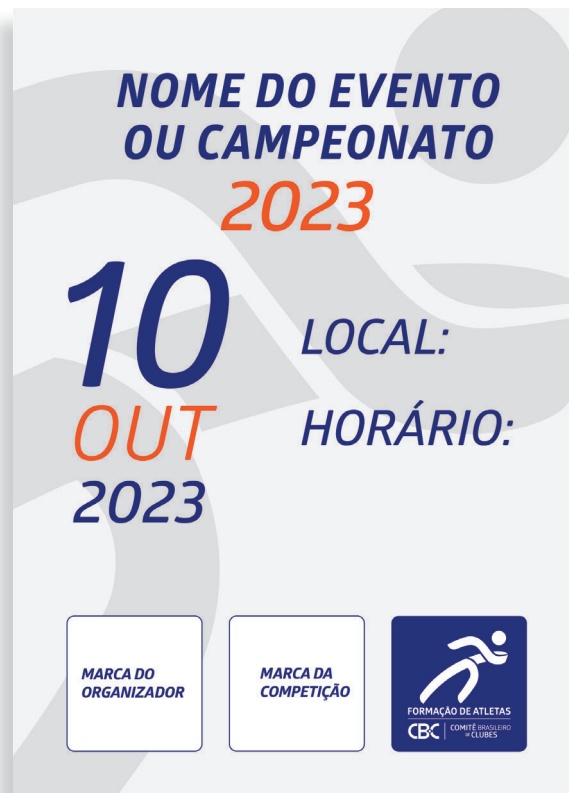 NOME DO EVENTO
OU CAMPEONATO
2023
10
OUT
2023
LOCAL:
HORÁRIO:
MARCA DO
ORGANIZADOR
MARCA DA
COMPETIÇÃO
FORMAÇÃO DE ATLETAS
CBC COMITÊ BRASILEIRO
DE CLUBES